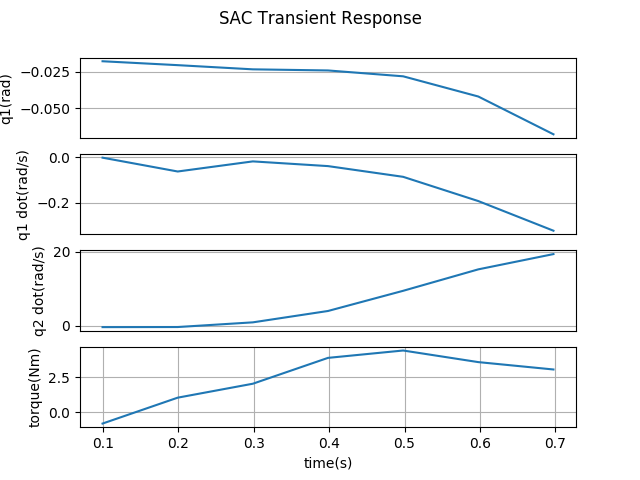 SAC Transient Response
q1(rad)
−0.025
−0.050
q1 dot(rad/s)
0.0
−0.2
q2 dot(rad/s)
20
0
torque(Nm)
2.5
0.0
0.1 0.2 0.3 0.4 0.5 0.6 0.7
time(s)